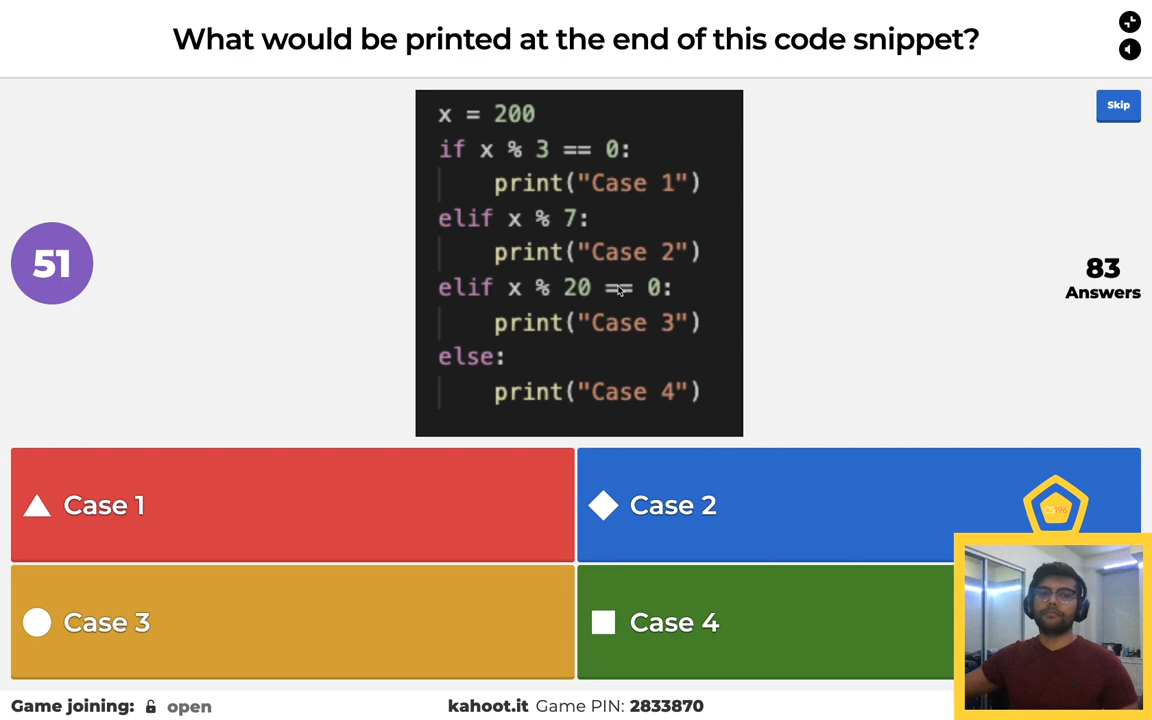 What would be printed at the end of this code snippet?
Skip
x = 200
if x % 3 == 0:
print("Case 1")
elif x % 7:
print("Case 2")
elif x % 20 == 0:
print("Case 3")
else:
print("Case 4")
51
83
Answers
Case 1
Case 2
Case 3
Case 4
CS196
Game joining: open
kahoot.it Game PIN: 2833870